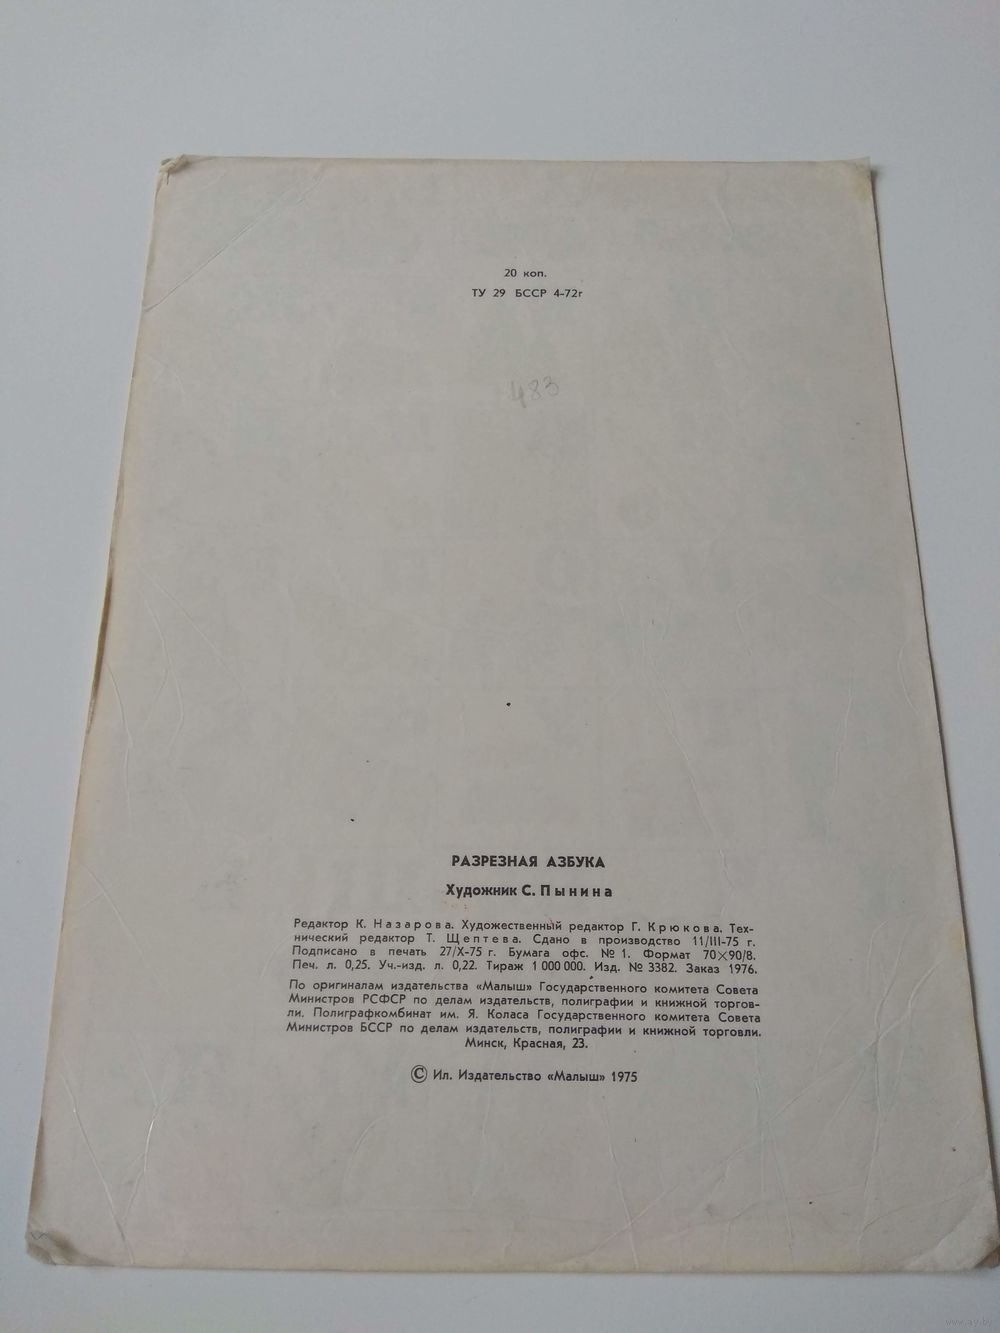 20 коп.
ТУ 29 БССР 4-72г
483
РАЗРЕЗНАЯ АЗБУКА
Художник С. Пынина
Редактор К. Назарова. Художественный редактор Г. Крюкова. Тех-
нический редактор Т. Щептева. Сдано в производство 11/III-75 г.
Подписано в печать 27/X-75 г. Бумага офс. № 1. Формат 70×90/8.
Печ. л. 0,25. Уч.-изд. л. 0,22. Тираж 1 000 000. Изд. № 3382. Заказ 1976.
По оригиналам издательства «Малыш» Государственного комитета Совета
Министров РСФСР по делам издательств, полиграфии и книжной торгов-
ли. Полиграфкомбинат им. Я. Коласа Государственного комитета Совета
Министров БССР по делам издательств, полиграфии и книжной торговли.
Минск, Красная, 23.
© Ил. Издательство «Малыш» 1975
www.ay.by